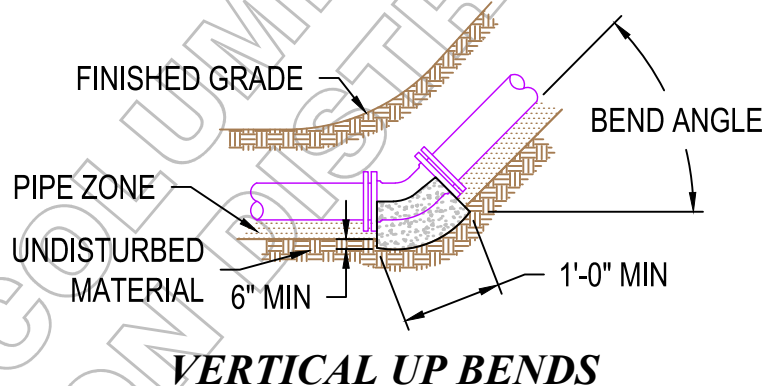 FINISHED GRADE
BEND ANGLE
PIPE ZONE
UNDISTURBED
MATERIAL
6" MIN
1'-0" MIN
VERTICAL UP BENDS